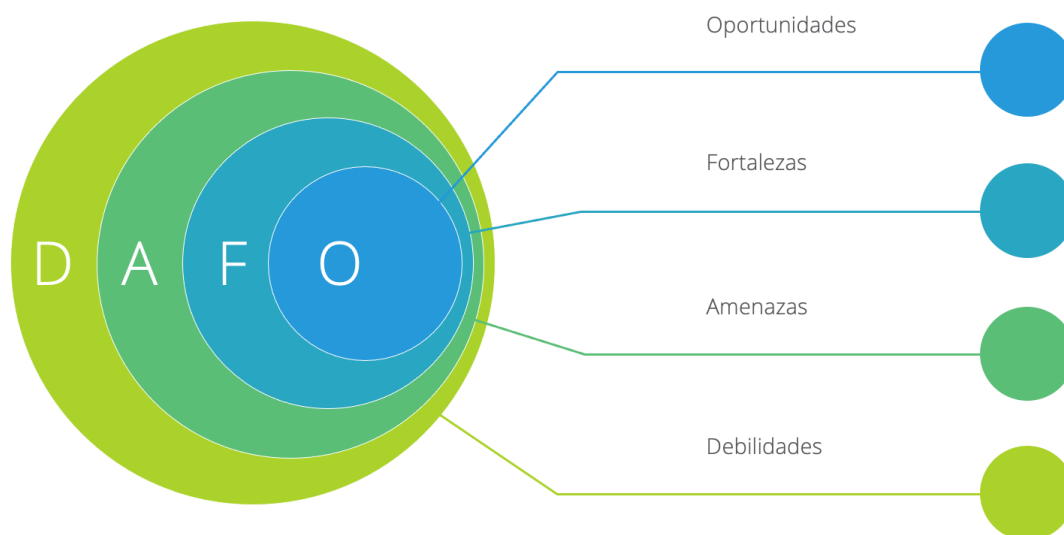 Oportunidades
Fortalezas
D A F O
Amenazas
Debilidades